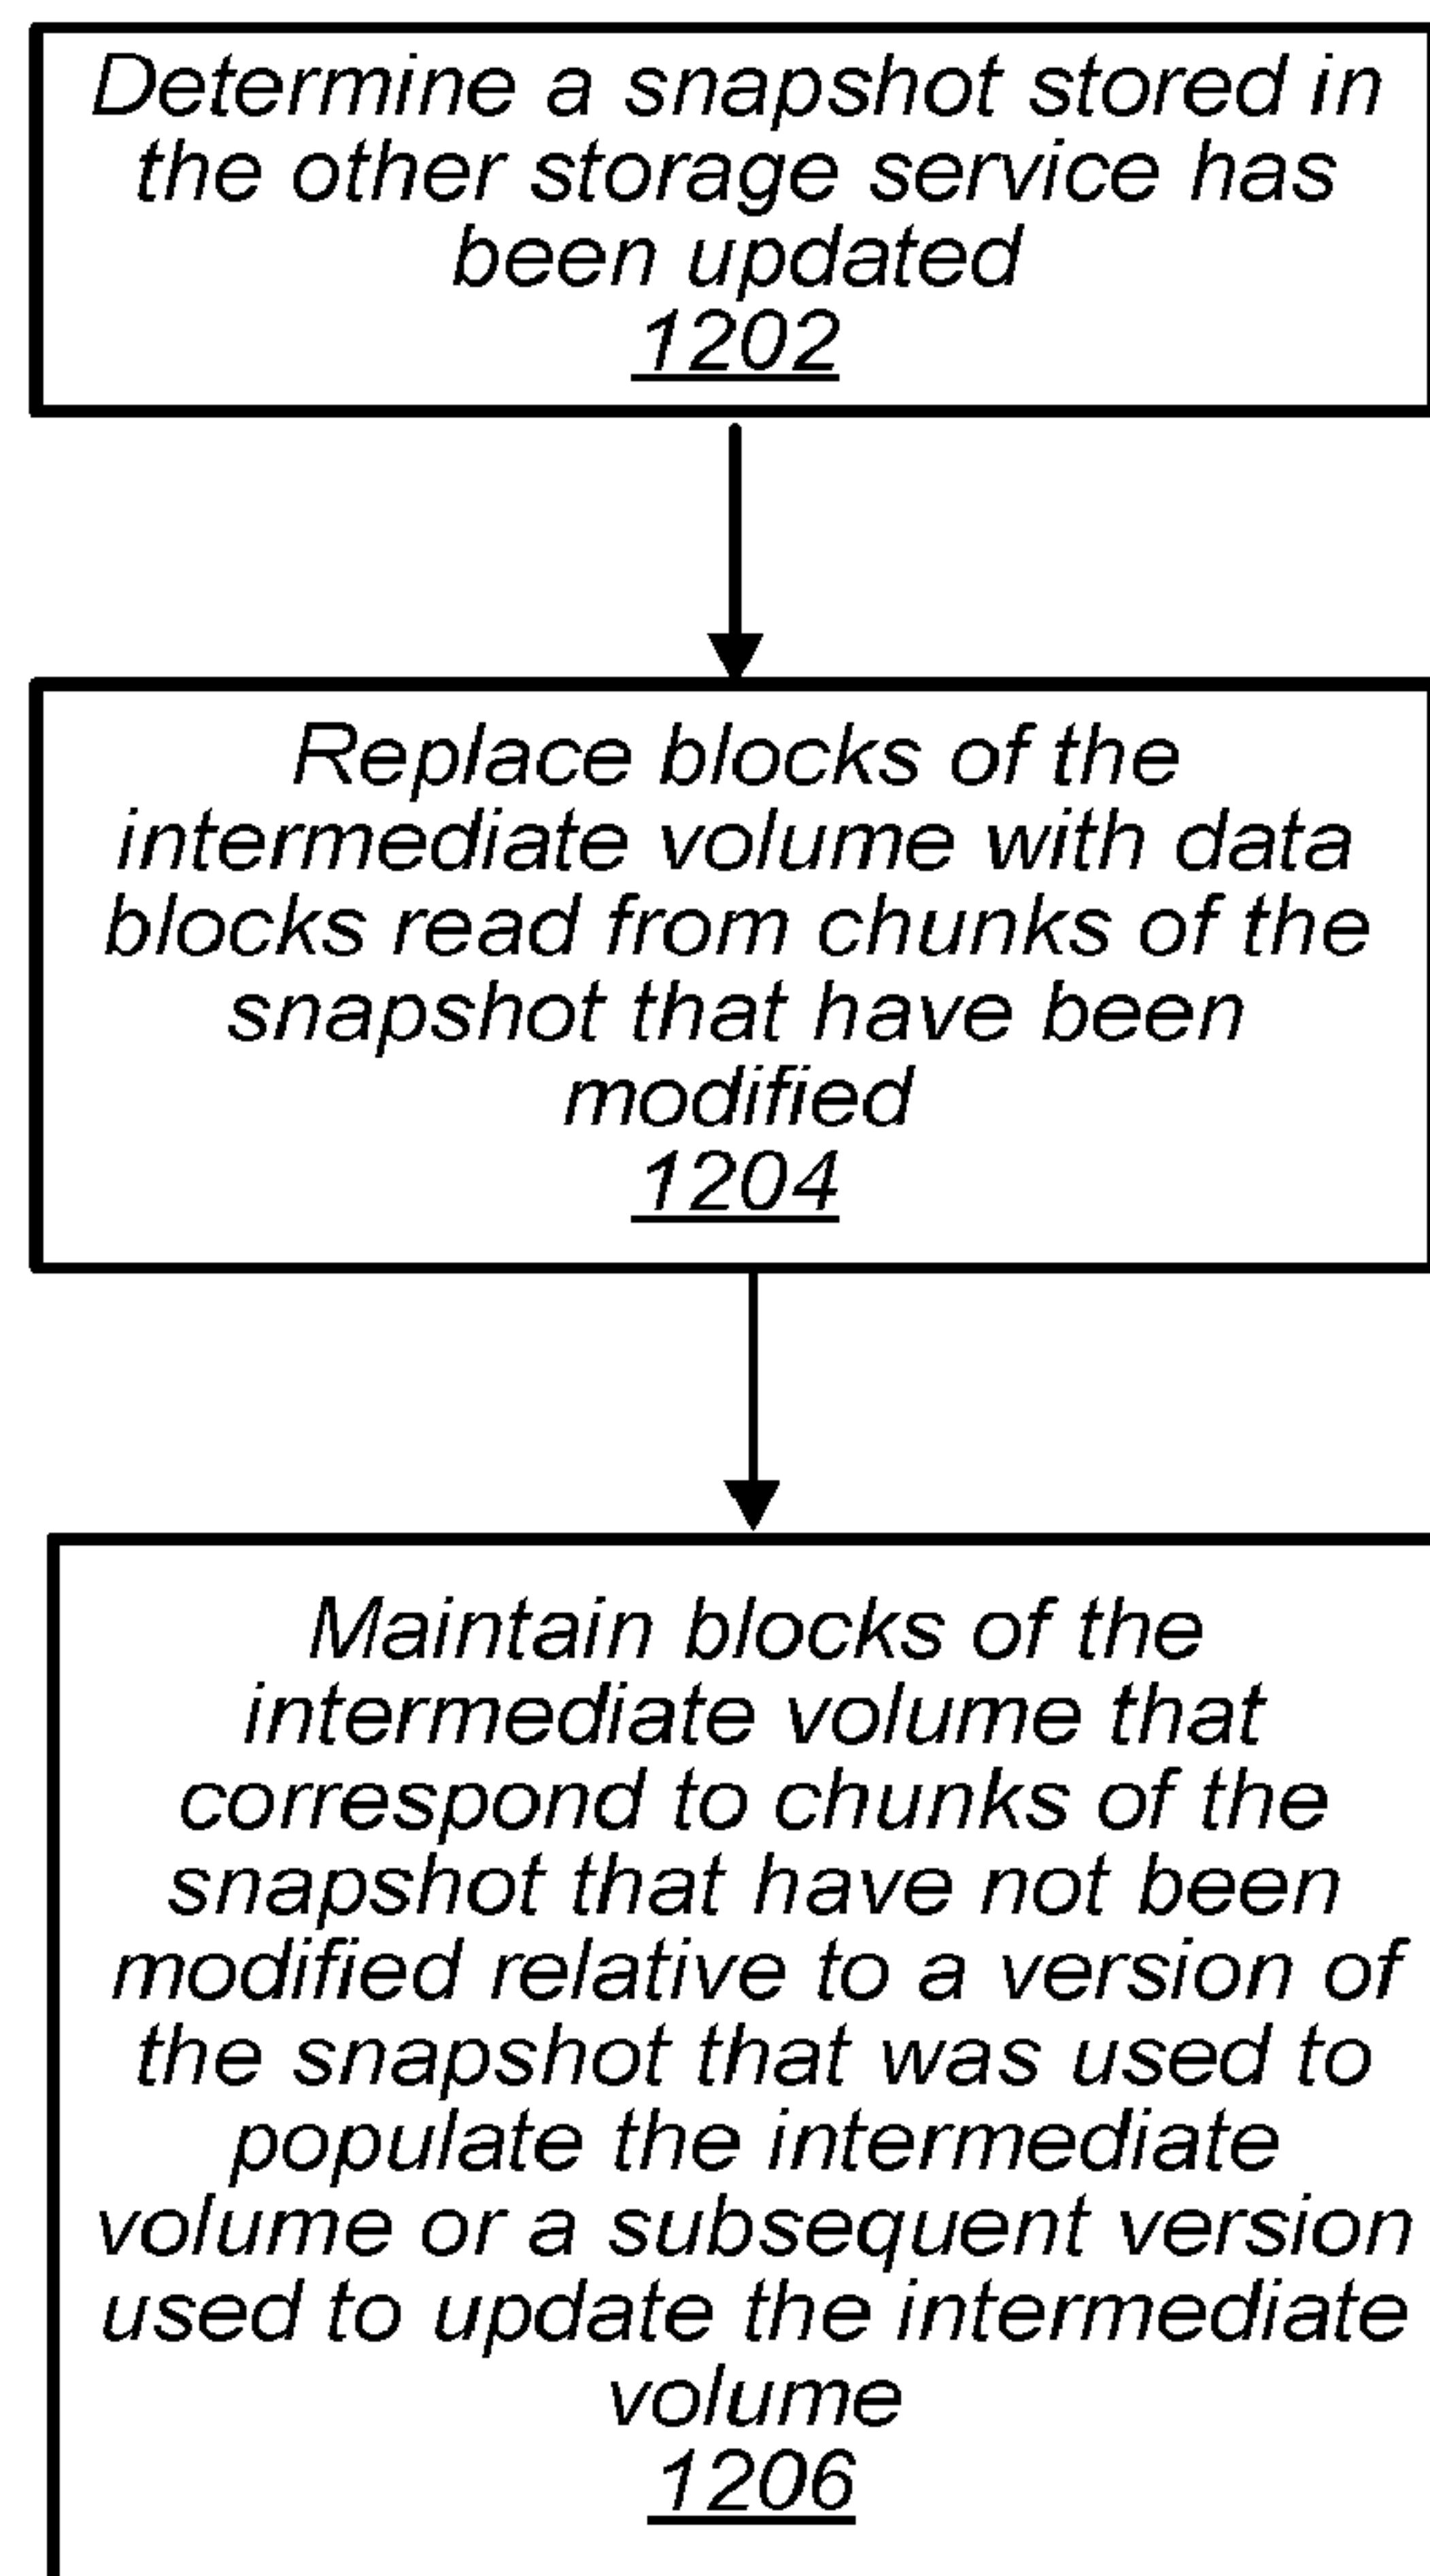 Determine a snapshot stored in
the other storage service has
been updated
1202
Replace blocks of the
intermediate volume with data
blocks read from chunks of the
snapshot that have been
modified
1204
Maintain blocks of the
intermediate volume that
correspond to chunks of the
snapshot that have not been
modified relative to a version of
the snapshot that was used to
populate the intermediate
volume or a subsequent version
used to update the intermediate
volume
1206